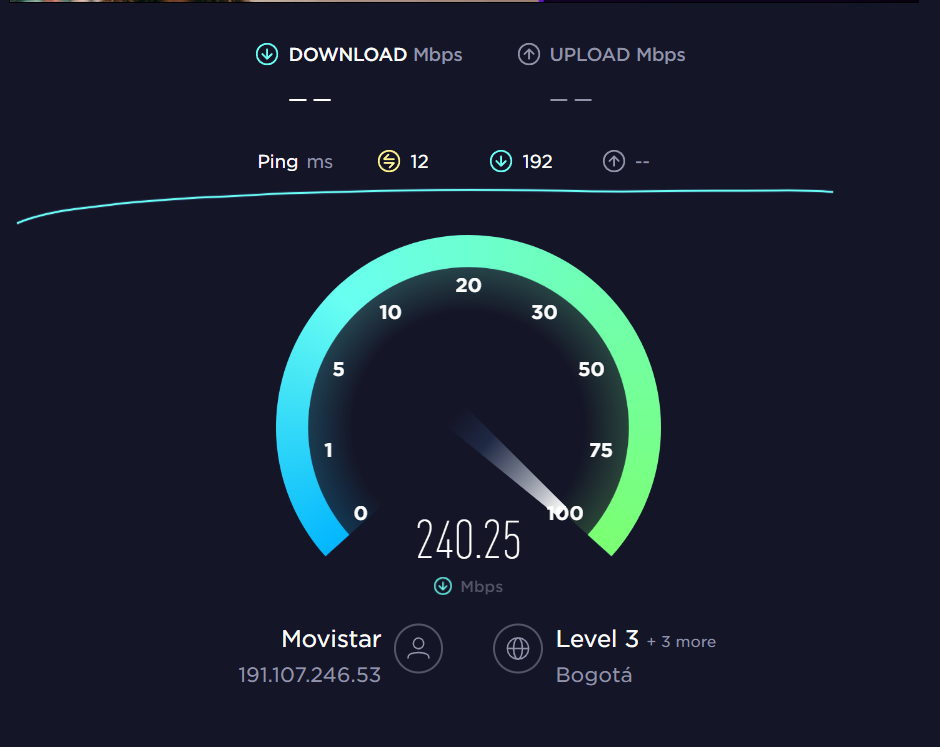 DOWNLOAD Mbps UPLOAD Mbps
— — — —
Ping ms 12 192 --
20
10 30
5 50
1 75
0 100
240.25
Mbps
Movistar Level 3 + 3 more
191.107.246.53 Bogotá